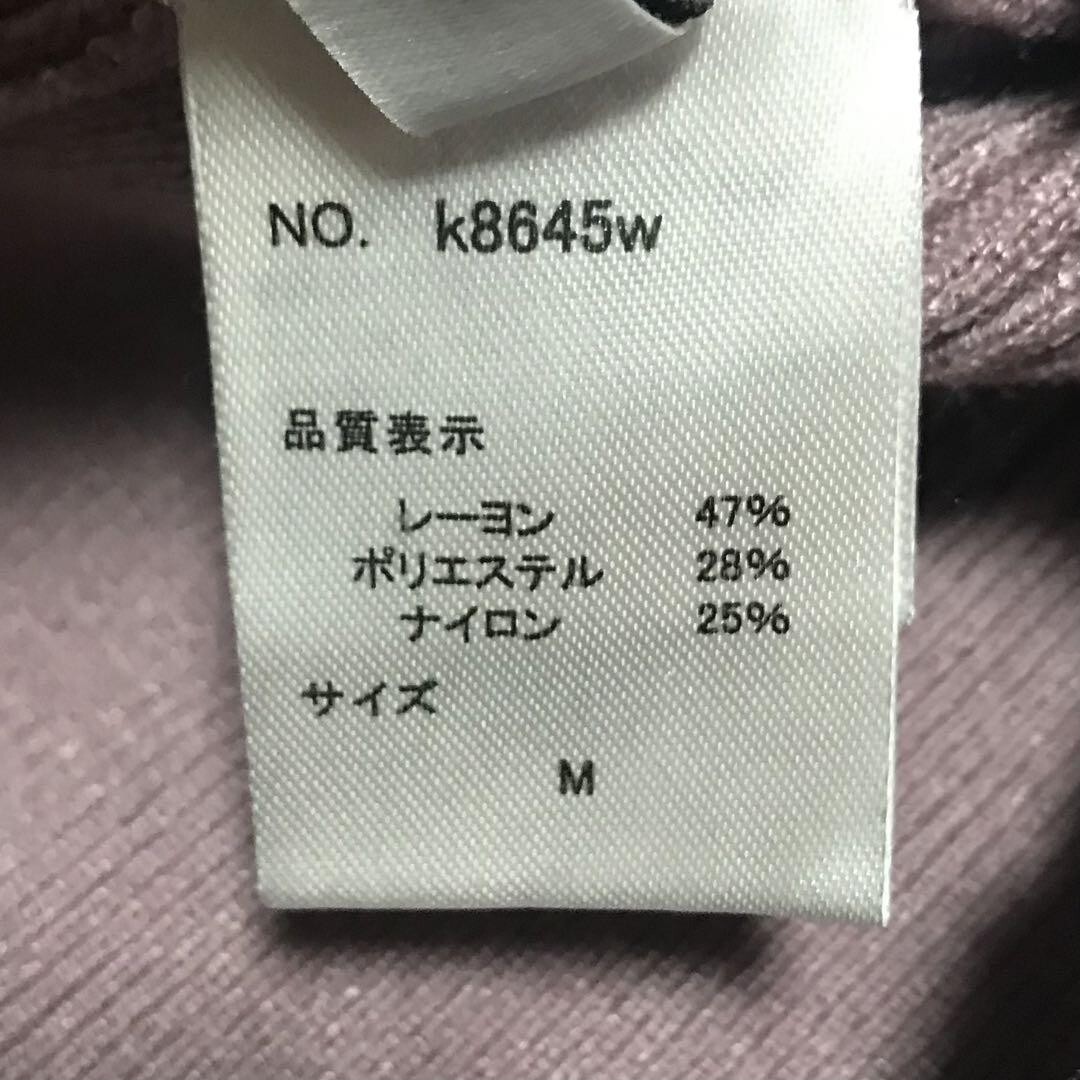 NO. k8645w
品質表示
レーヨン 47%
ポリエステル 28%
ナイロン 25%
サイズ
M